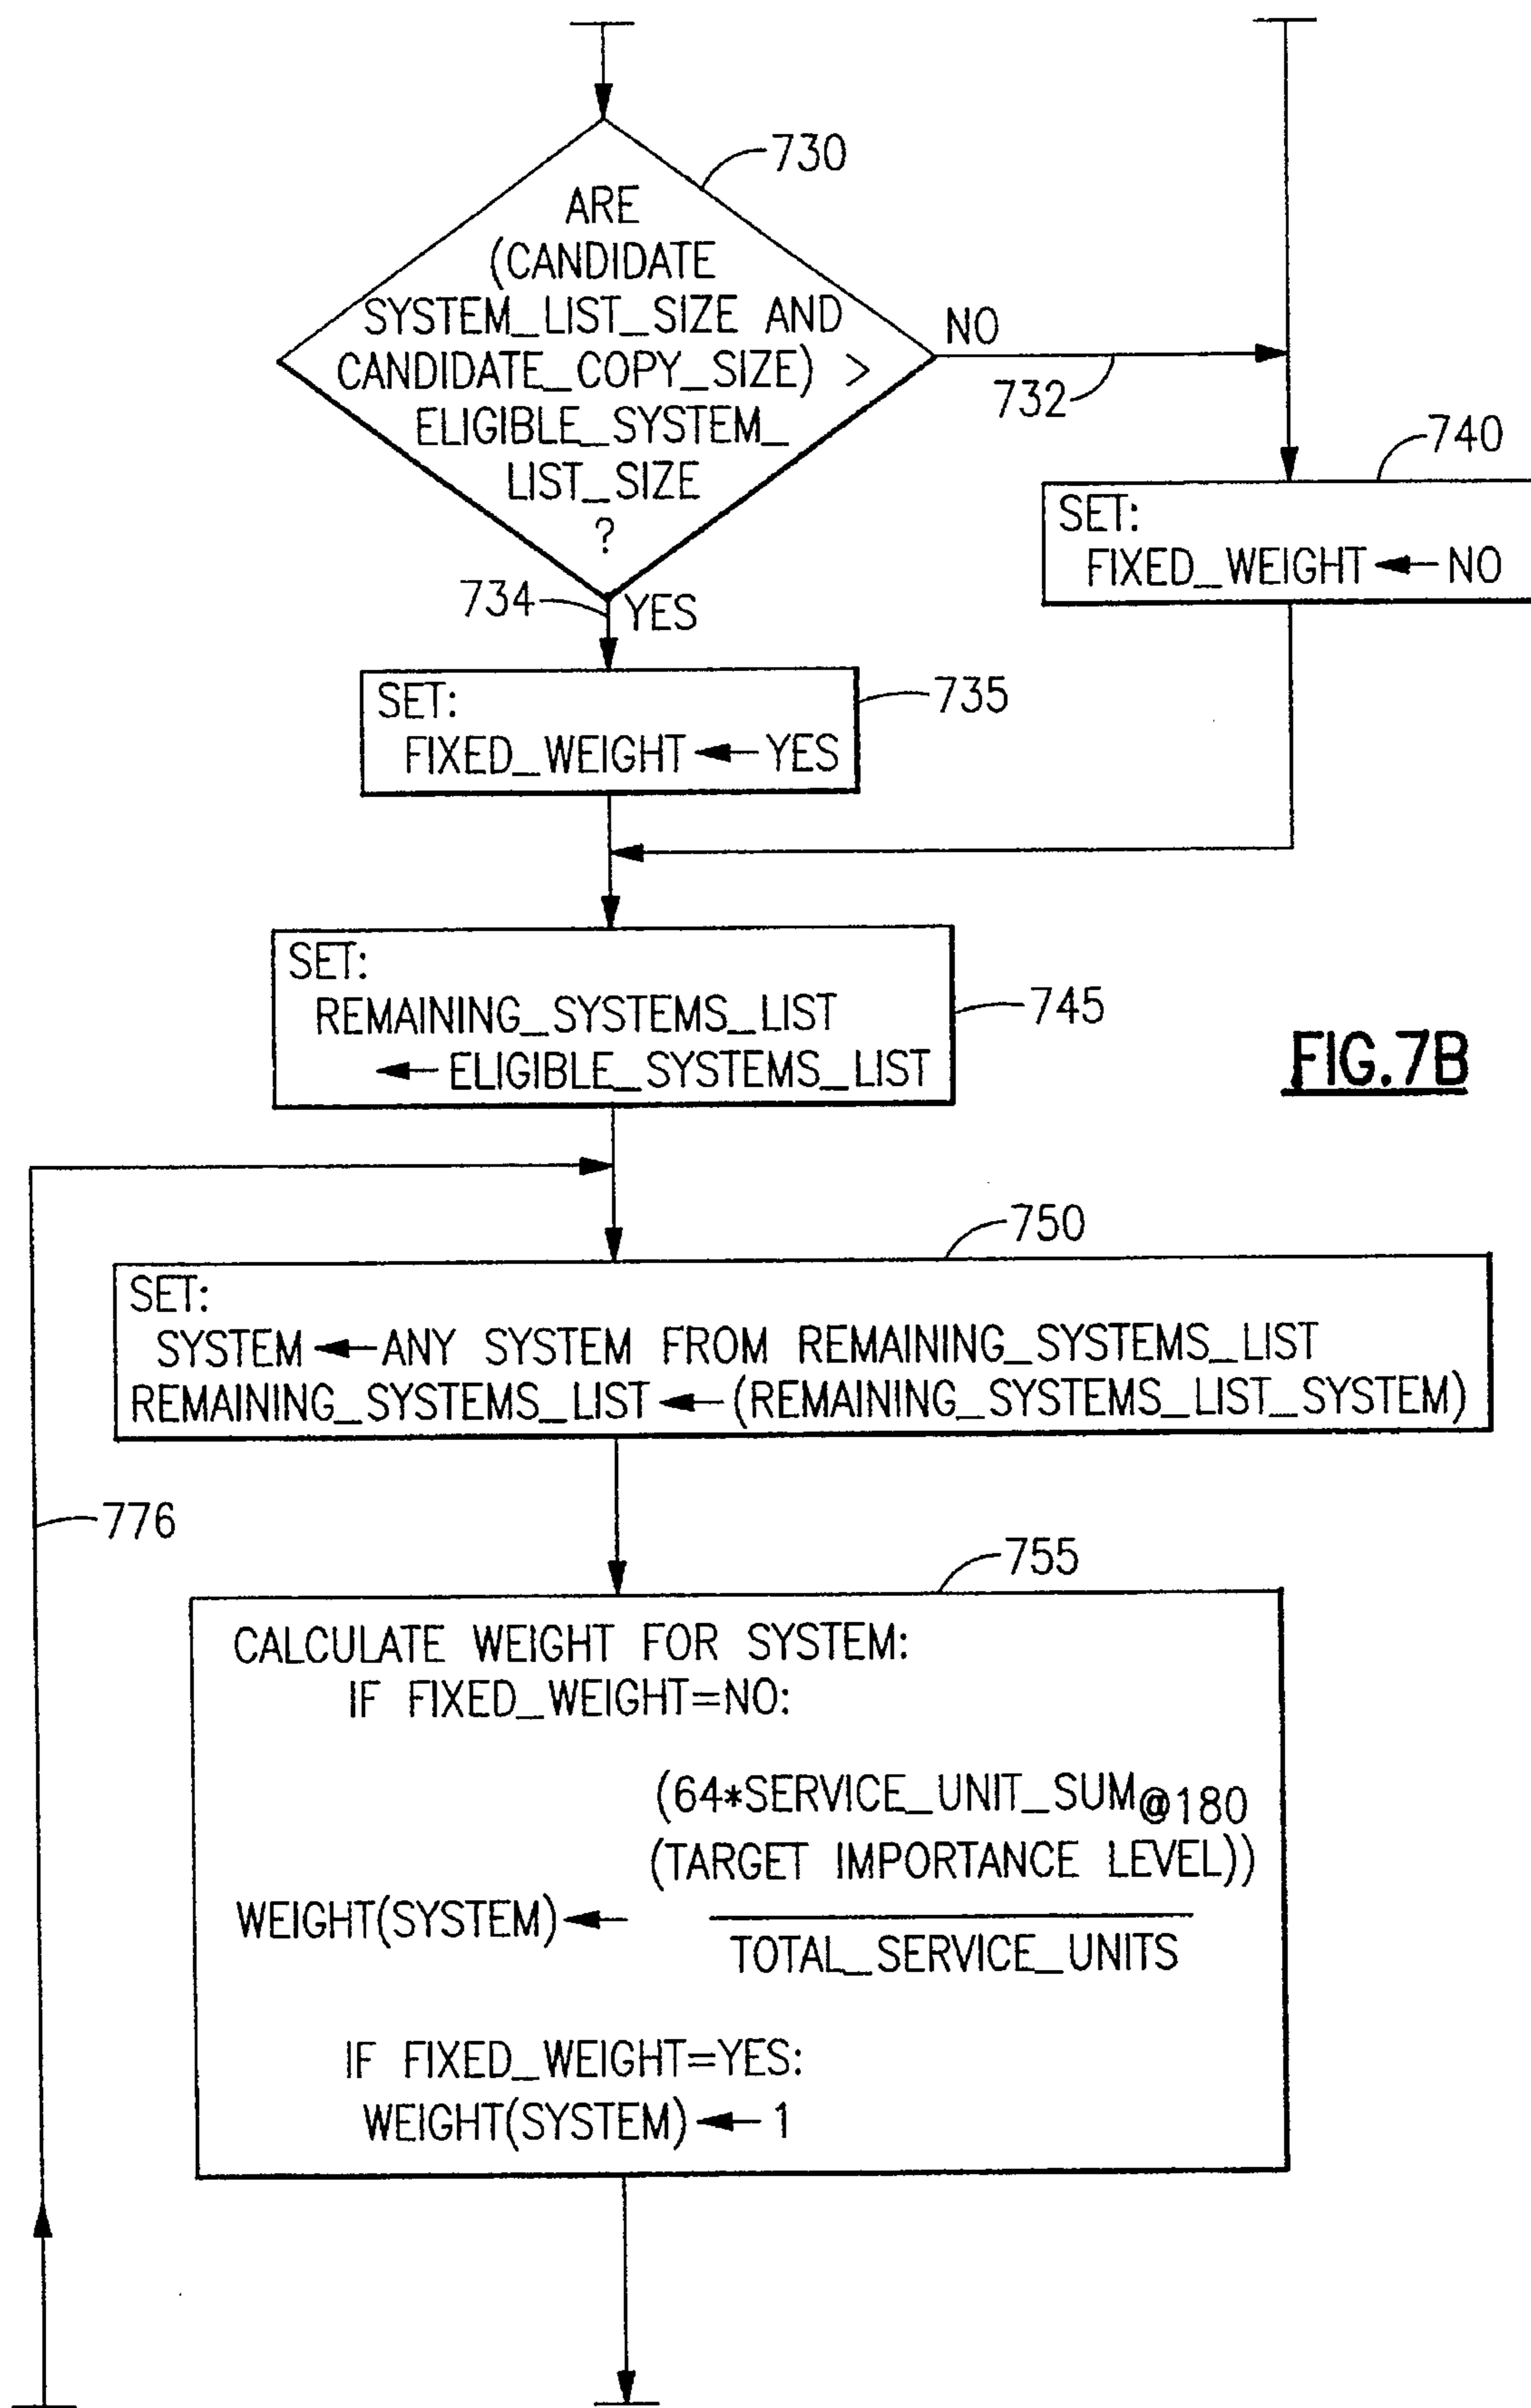 730
ARE
(CANDIDATE
SYSTEM_LIST_SIZE AND
CANDIDATE_COPY_SIZE) >
ELIGIBLE_SYSTEM_
LIST_SIZE
?
NO
732
740
SET:
FIXED_WEIGHT ← NO
734
YES
735
SET:
FIXED_WEIGHT ← YES
SET:
REMAINING_SYSTEMS_LIST
← ELIGIBLE_SYSTEMS_LIST
745
FIG.7B
750
SET:
SYSTEM ← ANY SYSTEM FROM REMAINING_SYSTEMS_LIST
REMAINING_SYSTEMS_LIST ← (REMAINING_SYSTEMS_LIST_SYSTEM)
776
755
CALCULATE WEIGHT FOR SYSTEM:
IF FIXED_WEIGHT=NO:
(64*SERVICE_UNIT_SUM@180
(TARGET IMPORTANCE LEVEL))
WEIGHT(SYSTEM) ←
TOTAL_SERVICE_UNITS
IF FIXED_WEIGHT=YES:
WEIGHT(SYSTEM) ← 1